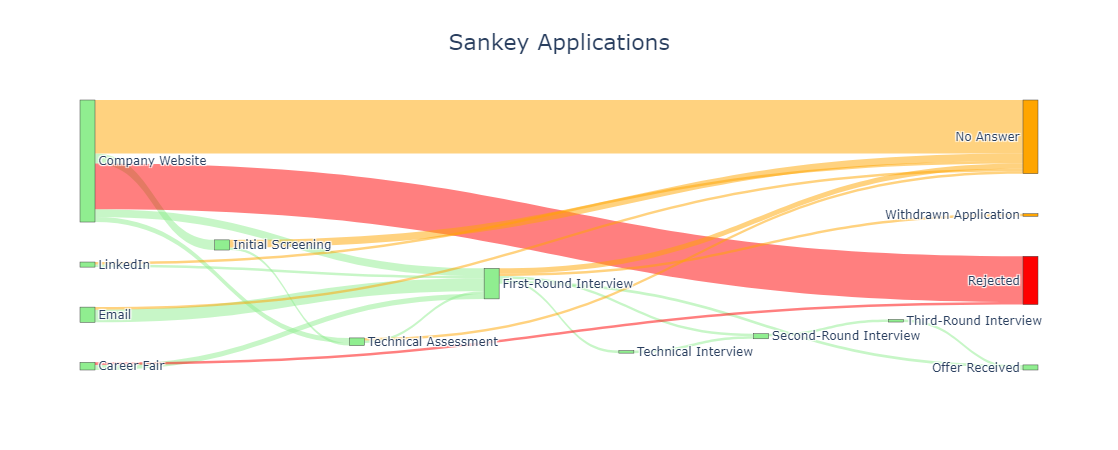 Sankey Applications
Company Website
No Answer
Withdrawn Application
Initial Screening
LinkedIn
First-Round Interview
Rejected
Email
Third-Round Interview
Second-Round Interview
Technical Assessment
Technical Interview
Career Fair
Offer Received